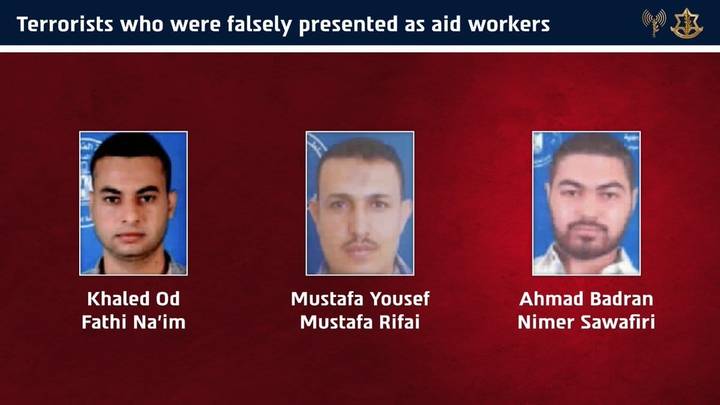 Terrorists who were falsely presented as aid workers
Khaled Od
Fathi Na'im
Mustafa Yousef
Mustafa Rifai
Ahmad Badran
Nimer Sawafiri